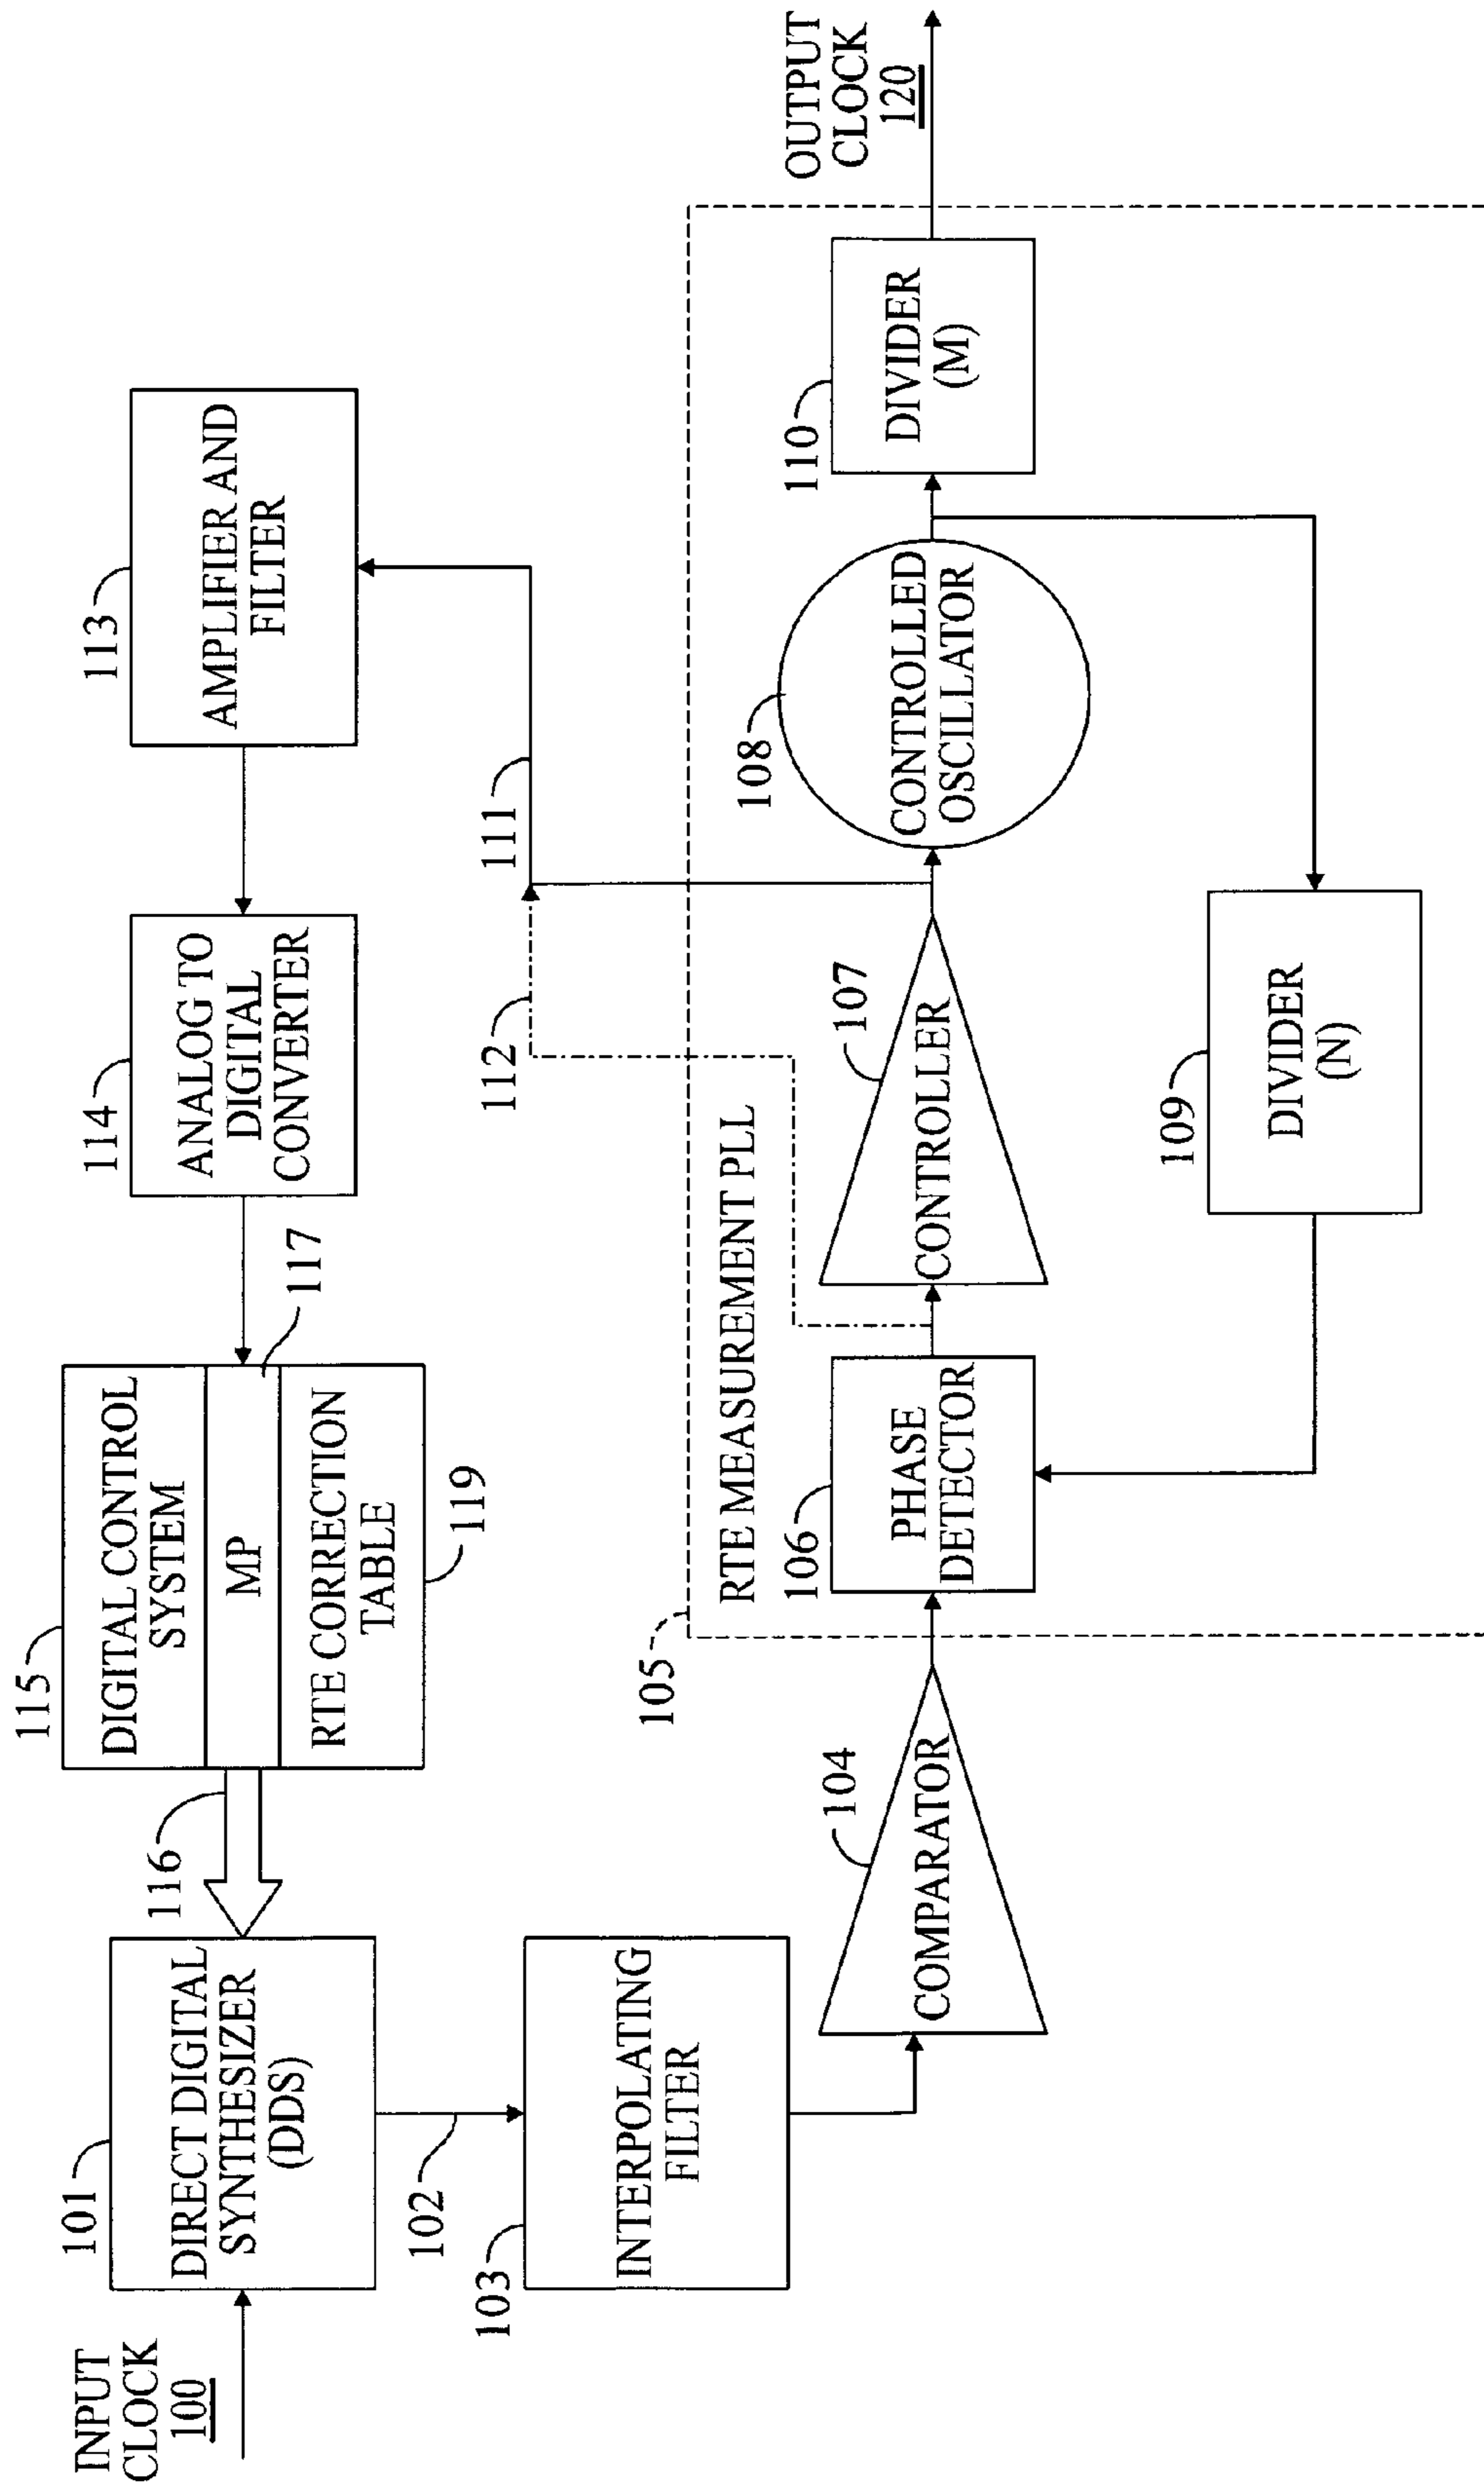 INPUT
CLOCK
100
101
DIRECT DIGITAL
SYNTHESIZER
(DDS)
116
115
DIGITAL CONTROL
SYSTEM
MP
117
RTE CORRECTION
TABLE
119
114
ANALOG TO
DIGITAL
CONVERTER
113
AMPLIFIER AND
FILTER
102
103
INTERPOLATING
FILTER
104
COMPARATOR
105
RTE MEASUREMENT PLL
106
PHASE
DETECTOR
112
111
107
CONTROLLER
108
CONTROLLED
OSCILLATOR
109
DIVIDER
(N)
110
DIVIDER
(M)
OUTPUT
CLOCK
120